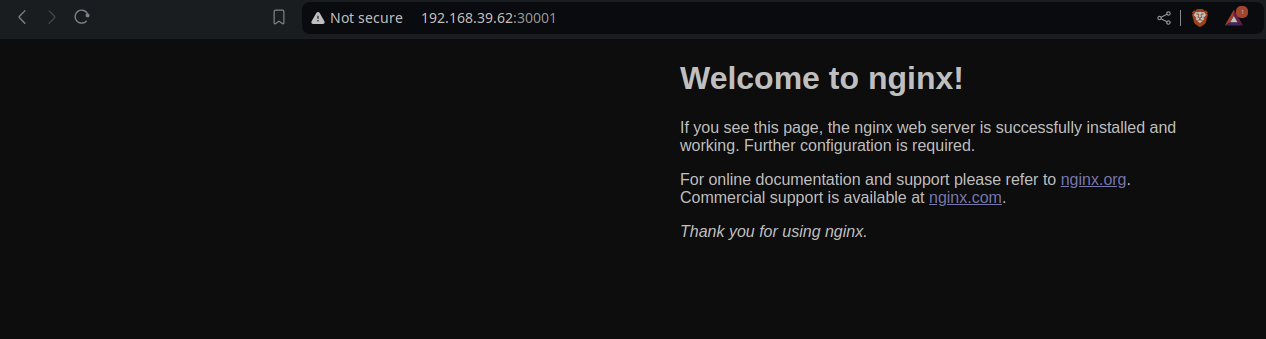 Not secure 192.168.39.62:30001
Welcome to nginx!
If you see this page, the nginx web server is successfully installed and
working. Further configuration is required.
For online documentation and support please refer to nginx.org.
Commercial support is available at nginx.com.
Thank you for using nginx.